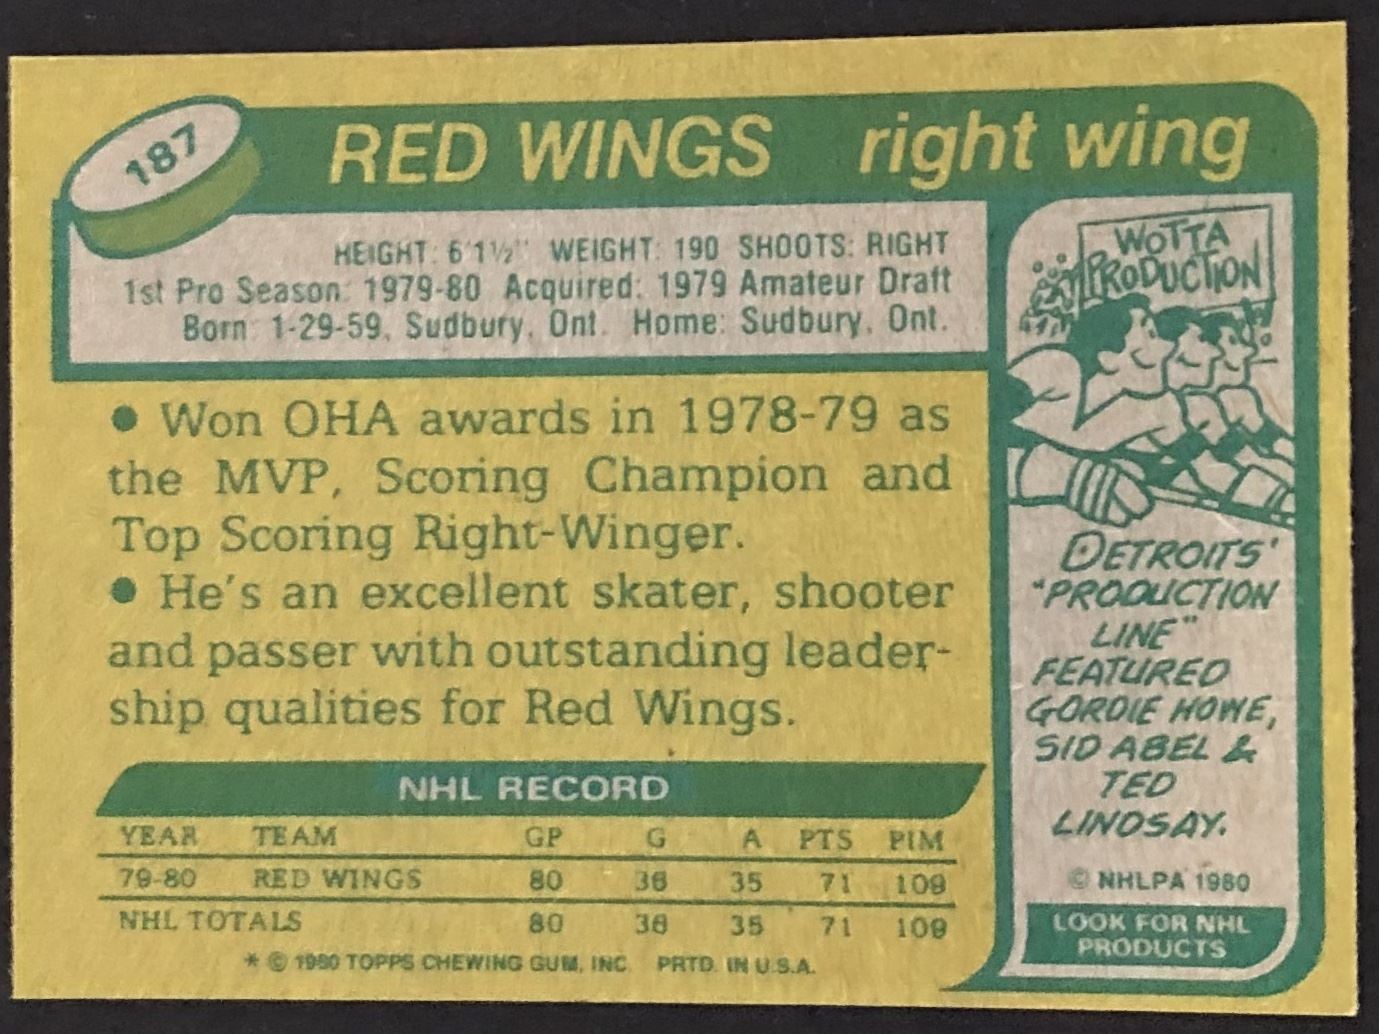 187
RED WINGS right wing
HEIGHT: 6'1½" WEIGHT: 190 SHOOTS: RIGHT
1st Pro Season: 1979-80 Acquired: 1979 Amateur Draft
Born: 1-29-59, Sudbury, Ont. Home: Sudbury, Ont.
• Won OHA awards in 1978-79 as
the MVP, Scoring Champion and
Top Scoring Right-Winger.
• He's an excellent skater, shooter
and passer with outstanding leader-
ship qualities for Red Wings.
NHL RECORD
YEAR TEAM GP G A PTS PIM
79-80 RED WINGS 80 36 35 71 109
NHL TOTALS 80 36 35 71 109
* © 1980 TOPPS CHEWING GUM, INC. PRTD. IN U.S.A.
WOTTA
PRODUCTION
DETROITS'
"PRODUCTION
LINE"
FEATURED
GORDIE HOWE,
SID ABEL &
TED
LINDSAY.
© NHLPA 1980
LOOK FOR NHL
PRODUCTS